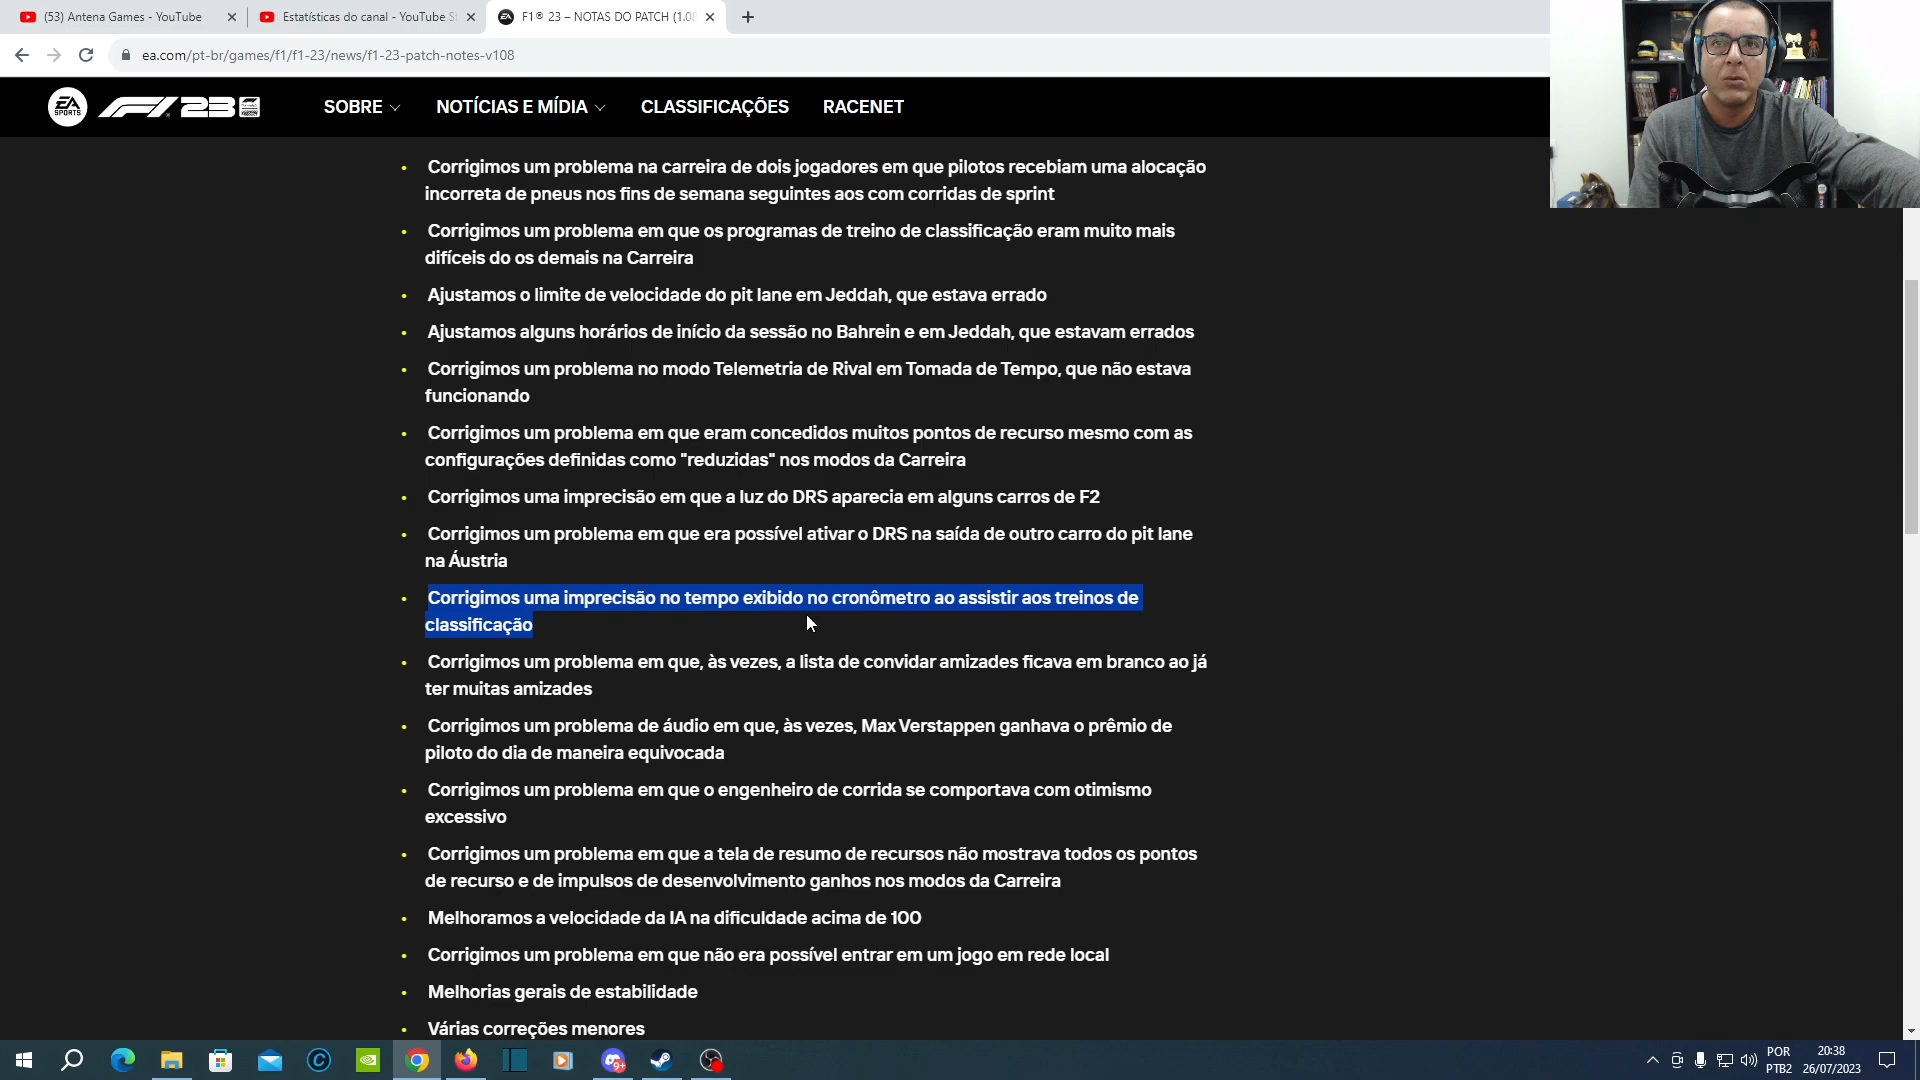 (53) Antena Games - YouTube
Estatísticas do canal - YouTube St
F1® 23 – NOTAS DO PATCH (1.08
ea.com/pt-br/games/f1/f1-23/news/f1-23-patch-notes-v108
EA SPORTS F1 23
SOBRE NOTÍCIAS E MÍDIA CLASSIFICAÇÕES RACENET
• Corrigimos um problema na carreira de dois jogadores em que pilotos recebiam uma alocação
incorreta de pneus nos fins de semana seguintes aos com corridas de sprint
• Corrigimos um problema em que os programas de treino de classificação eram muito mais
difíceis do os demais na Carreira
• Ajustamos o limite de velocidade do pit lane em Jeddah, que estava errado
• Ajustamos alguns horários de início da sessão no Bahrein e em Jeddah, que estavam errados
• Corrigimos um problema no modo Telemetria de Rival em Tomada de Tempo, que não estava
funcionando
• Corrigimos um problema em que eram concedidos muitos pontos de recurso mesmo com as
configurações definidas como "reduzidas" nos modos da Carreira
• Corrigimos uma imprecisão em que a luz do DRS aparecia em alguns carros de F2
• Corrigimos um problema em que era possível ativar o DRS na saída de outro carro do pit lane
na Áustria
• Corrigimos uma imprecisão no tempo exibido no cronômetro ao assistir aos treinos de
classificação
• Corrigimos um problema em que, às vezes, a lista de convidar amizades ficava em branco ao já
ter muitas amizades
• Corrigimos um problema de áudio em que, às vezes, Max Verstappen ganhava o prêmio de
piloto do dia de maneira equivocada
• Corrigimos um problema em que o engenheiro de corrida se comportava com otimismo
excessivo
• Corrigimos um problema em que a tela de resumo de recursos não mostrava todos os pontos
de recurso e de impulsos de desenvolvimento ganhos nos modos da Carreira
• Melhoramos a velocidade da IA na dificuldade acima de 100
• Corrigimos um problema em que não era possível entrar em um jogo em rede local
• Melhorias gerais de estabilidade
• Várias correções menores
9+
POR
PTB2
20:38
26/07/2023